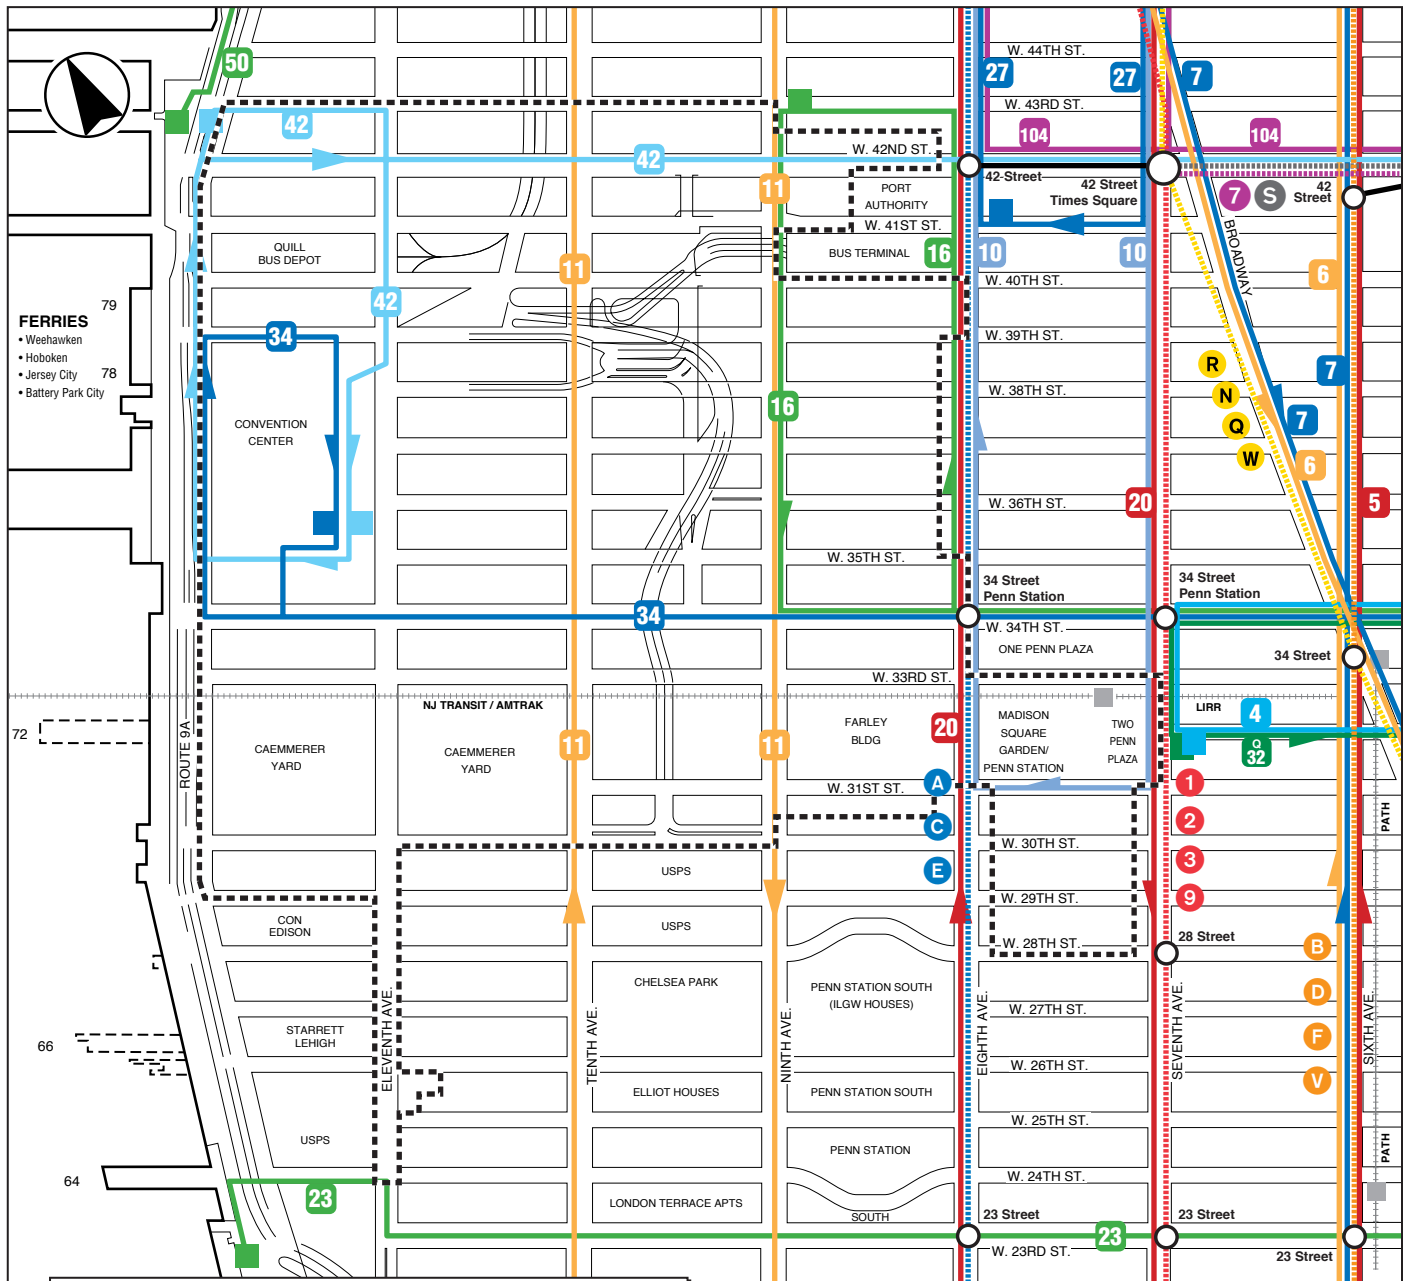 W. 44TH ST.
50
27
27
7
W. 43RD ST.
42
104
104
W. 42ND ST.
42
42 Street
42 Street
Times Square
7
S
42
Street
11
PORT
AUTHORITY
W. 41ST ST.
BROADWAY
QUILL
BUS DEPOT
BUS TERMINAL
16
10
10
11
6
W. 40TH ST.
42
79
FERRIES
• Weehawken
• Hoboken
• Jersey City
• Battery Park City
78
34
W. 39TH ST.
R
7
W. 38TH ST.
N
16
7
CONVENTION
CENTER
Q
W
6
W. 36TH ST.
20
5
W. 35TH ST.
34 Street
Penn Station
34 Street
Penn Station
34
W. 34TH ST.
ONE PENN PLAZA
34 Street
W. 33RD ST.
NJ TRANSIT / AMTRAK
LIRR
4
72
ROUTE 9A
CAEMMERER
YARD
CAEMMERER
YARD
11
11
FARLEY
BLDG
20
MADISON
SQUARE
GARDEN/
PENN STATION
TWO
PENN
PLAZA
Q
32
W. 31ST ST.
A
1
C
2
PATH
W. 30TH ST.
USPS
E
3
W. 29TH ST.
9
CON
EDISON
USPS
W. 28TH ST.
28 Street
B
CHELSEA PARK
PENN STATION SOUTH
(ILGW HOUSES)
D
W. 27TH ST.
STARRETT
LEHIGH
ELEVENTH AVE.
TENTH AVE.
NINTH AVE.
EIGHTH AVE.
SEVENTH AVE.
SIXTH AVE.
66
F
W. 26TH ST.
V
ELLIOT HOUSES
PENN STATION SOUTH
W. 25TH ST.
USPS
PENN STATION
PATH
64
W. 24TH ST.
23
LONDON TERRACE APTS
SOUTH
23 Street
23 Street
23
W. 23RD ST.
23 Street